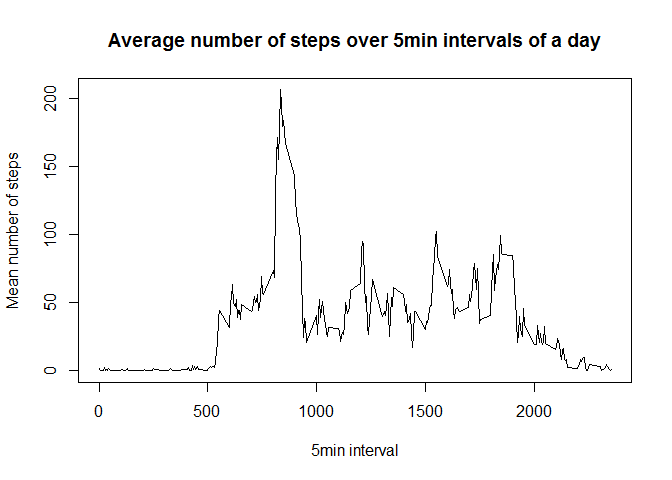 Average number of steps over 5min intervals of a day
Mean number of steps
200
150
100
50
0
0 500 1000 1500 2000
5min interval